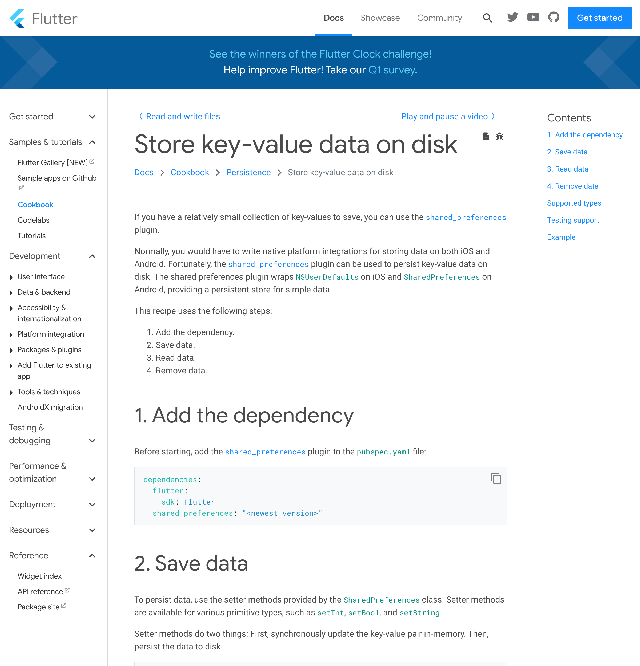 Flutter
Docs
Showcase
Community
Get started
See the winners of the Flutter Clock challenge!
Help improve Flutter! Take our Q1 survey.
Get started
Samples & tutorials
Flutter Gallery [NEW]
Sample apps on Github
Cookbook
Codelabs
Tutorials
Development
User interface
Data & backend
Accessibility &
internationalization
Platform integration
Packages & plugins
Add Flutter to existing
app
Tools & techniques
AndroidX migration
Testing &
debugging
Performance &
optimization
Deployment
Resources
Reference
Widget index
API reference
Package site
Read and write files
Play and pause a video
Store key-value data on disk
Docs > Cookbook > Persistence > Store key-value data on disk
If you have a relatively small collection of key-values to save, you can use the shared_preferences
plugin.
Normally, you would have to write native platform integrations for storing data on both iOS and
Android. Fortunately, the shared_preferences plugin can be used to persist key-value data on
disk. The shared preferences plugin wraps NSUserDefaults on iOS and SharedPreferences on
Android, providing a persistent store for simple data.
This recipe uses the following steps:
1. Add the dependency.
2. Save data.
3. Read data.
4. Remove data.
1. Add the dependency
Before starting, add the shared_preferences plugin to the pubspec.yaml file:
dependencies:
flutter:
sdk: flutter
shared_preferences: "<newest version>"
2. Save data
To persist data, use the setter methods provided by the SharedPreferences class. Setter methods
are available for various primitive types, such as setInt, setBool, and setString.
Setter methods do two things: First, synchronously update the key-value pair in-memory. Then,
persist the data to disk.
Contents
1. Add the dependency
2. Save data
3. Read data
4. Remove data
Supported types
Testing support
Example